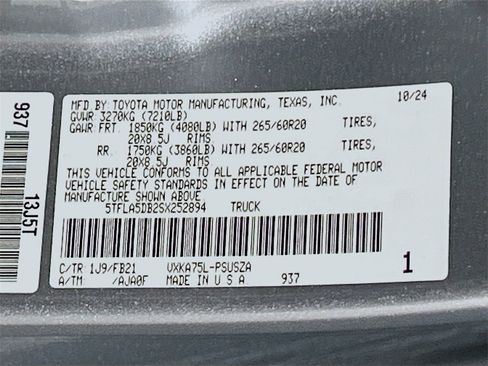 937 13J5T
MFD. BY: TOYOTA MOTOR MANUFACTURING, TEXAS, INC. 10/24
GVWR: 3270KG (7210LB)
GAWR: FRT. 1850KG (4080LB) WITH 265/60R20 TIRES,
20X8.5J RIMS,
RR. 1750KG (3860LB) WITH 265/60R20 TIRES,
20X8.5J RIMS.
THIS VEHICLE CONFORMS TO ALL APPLICABLE FEDERAL MOTOR
VEHICLE SAFETY STANDARDS IN EFFECT ON THE DATE OF
MANUFACTURE SHOWN ABOVE.
5TFLA5DB2SX252894 TRUCK
C/TR: 1J9/FB21 VXKA75L-PSUSZA
A/TM: /AJA0F MADE IN U S A 937 1